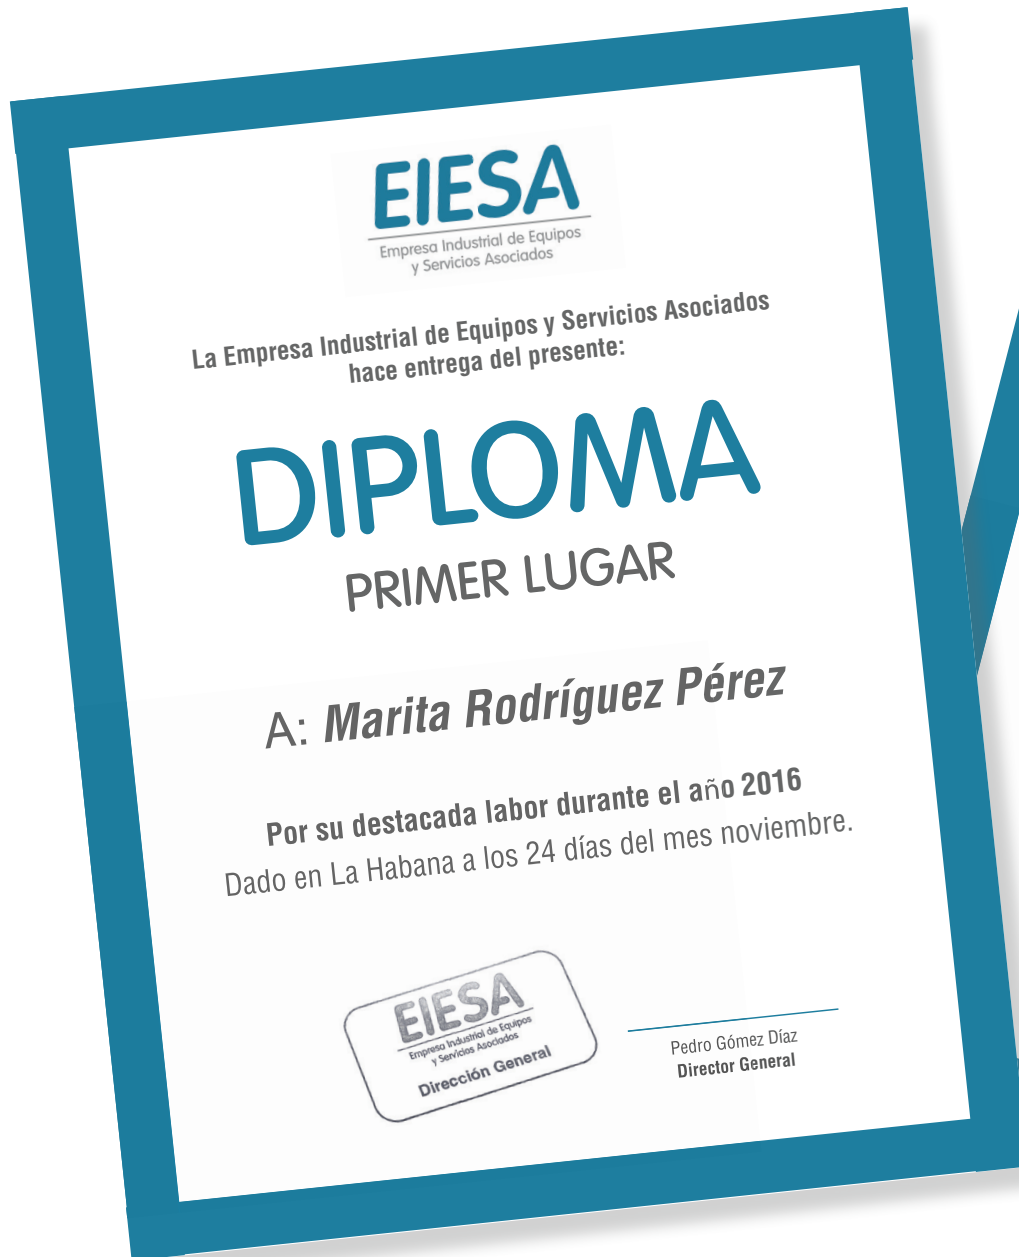 EIESA
Empresa Industrial de Equipos
y Servicios Asociados
La Empresa Industrial de Equipos y Servicios Asociados
hace entrega del presente:
DIPLOMA
PRIMER LUGAR
A: Marita Rodríguez Pérez
Por su destacada labor durante el año 2016
Dado en La Habana a los 24 días del mes noviembre.
EIESA
Empresa Industrial de Equipos
y Servicios Asociados
Dirección General
Pedro Gómez Díaz
Director General